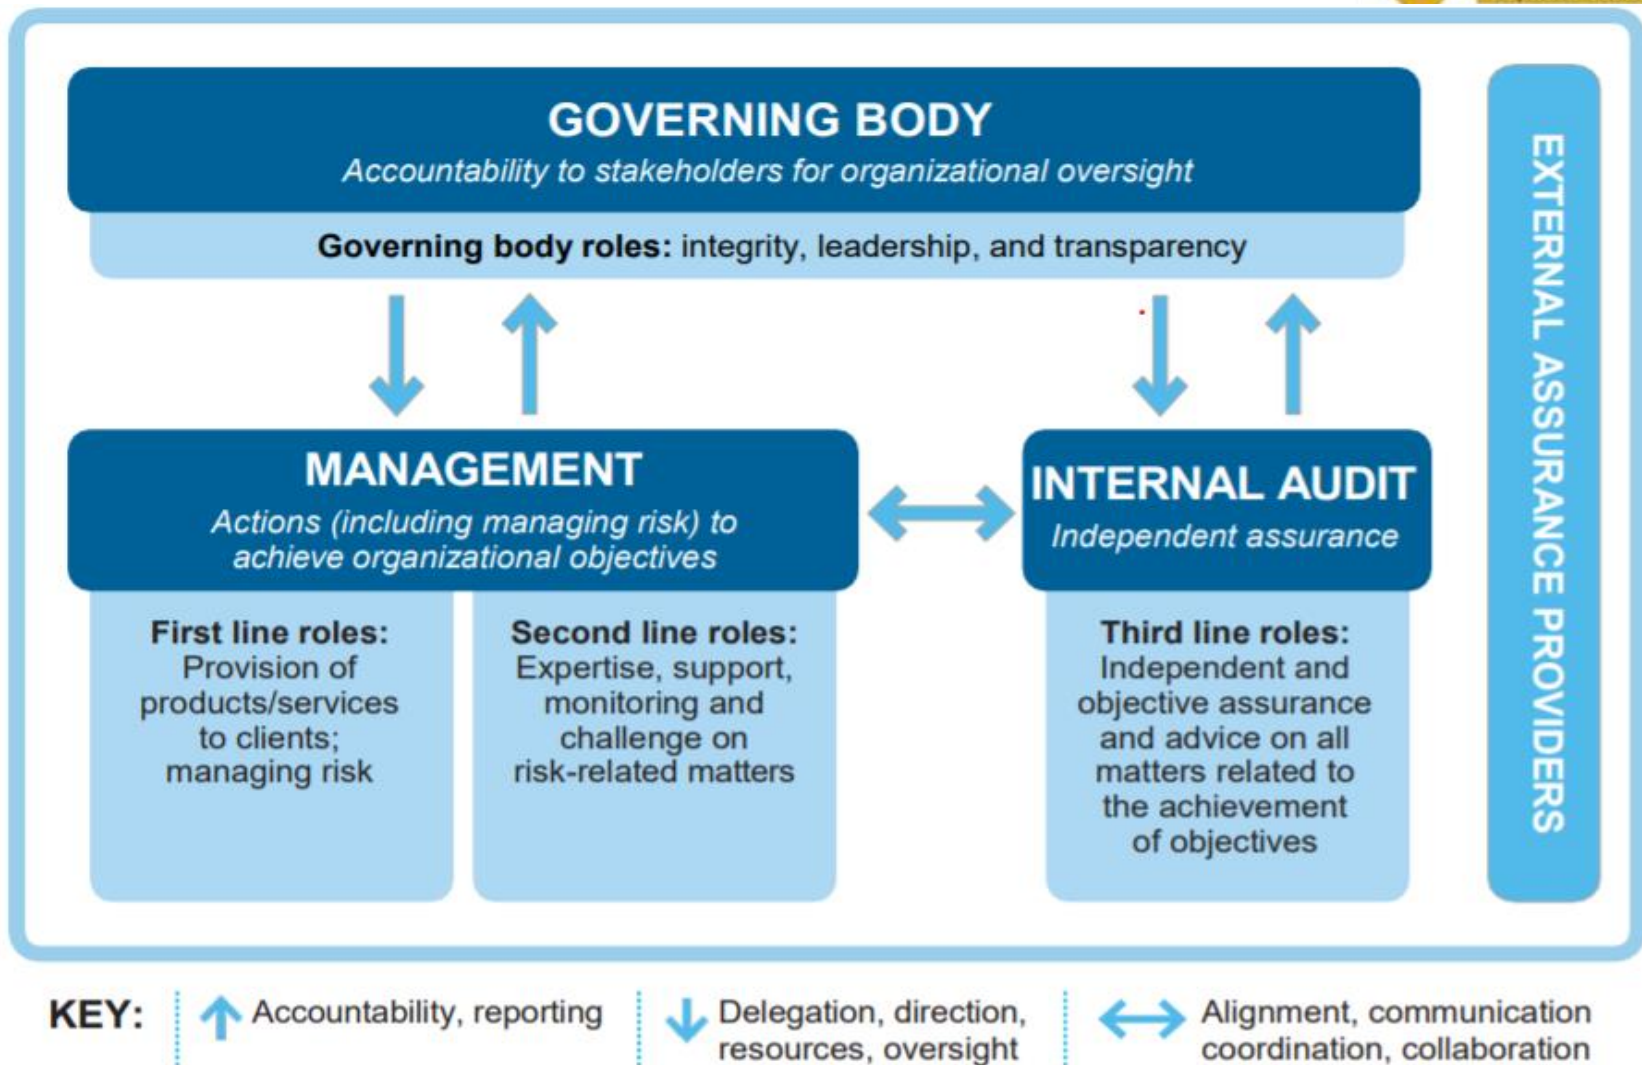 GOVERNING BODY
Accountability to stakeholders for organizational oversight
Governing body roles: integrity, leadership, and transparency
MANAGEMENT
Actions (including managing risk) to
achieve organizational objectives
First line roles:
Provision of
products/services
to clients;
managing risk
Second line roles:
Expertise, support,
monitoring and
challenge on
risk-related matters
INTERNAL AUDIT
Independent assurance
Third line roles:
Independent and
objective assurance
and advice on all
matters related to
the achievement
of objectives
EXTERNAL ASSURANCE PROVIDERS
KEY:
Accountability, reporting
Delegation, direction,
resources, oversight
Alignment, communication
coordination, collaboration